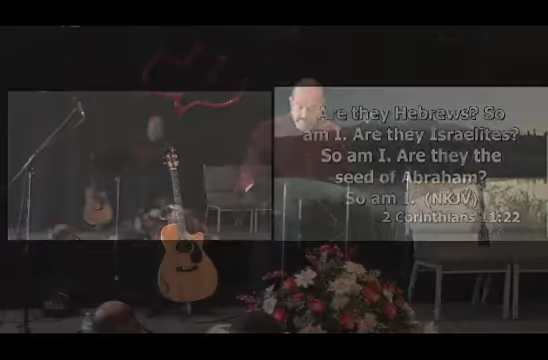 Are they Hebrews? So
am I. Are they Israelites?
So am I. Are they the
seed of Abraham?
So am I. (NKJV)
2 Corinthians 11:22